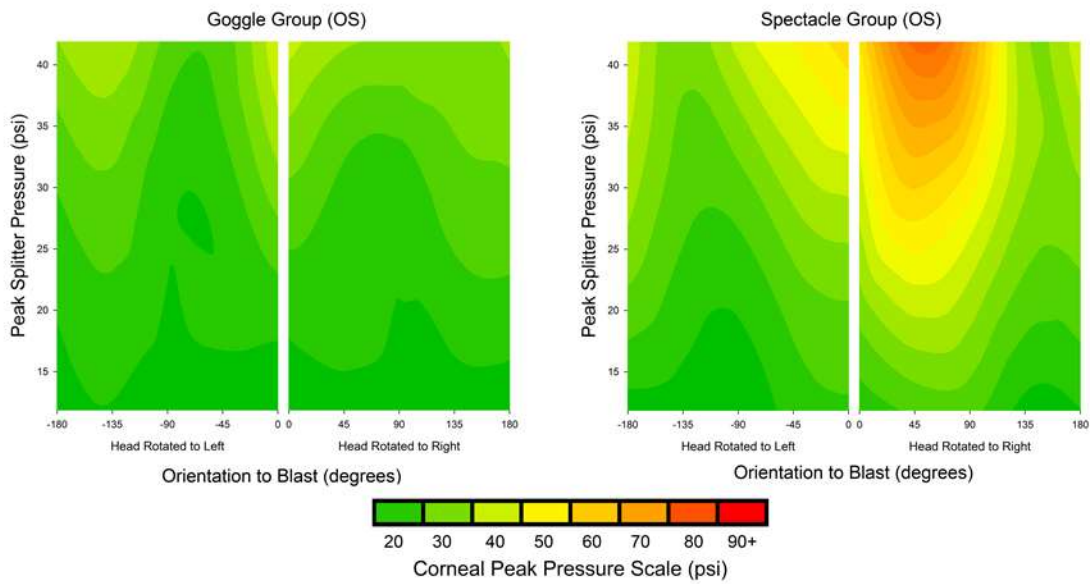 Goggle Group (OS)
Spectacle Group (OS)
Peak Splitter Pressure (psi)
40
35
30
25
20
15
-180 -135 -90 -45 0 0 45 90 135 180
Head Rotated to Left Head Rotated to Right
Orientation to Blast (degrees)
Peak Splitter Pressure (psi)
40
35
30
25
20
15
-180 -135 -90 -45 0 0 45 90 135 180
Head Rotated to Left Head Rotated to Right
Orientation to Blast (degrees)
20 30 40 50 60 70 80 90+
Corneal Peak Pressure Scale (psi)